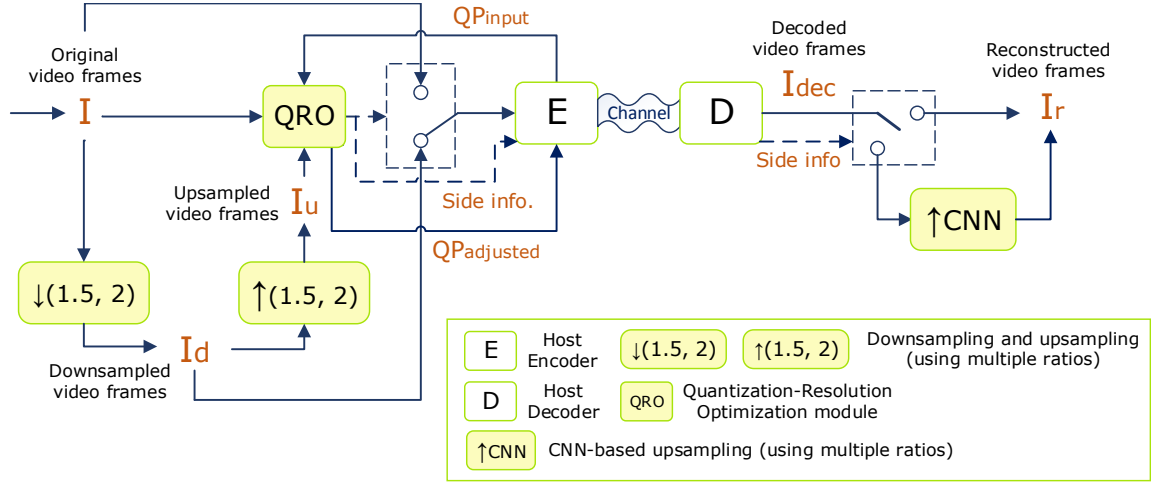 Original
video frames
I
QPinput
QRO
E
Channel
D
Decoded
video frames
Idec
Reconstructed
video frames
Ir
Side info
Upsampled
video frames
Iu
Side info.
QPadjusted
↑CNN
↓(1.5, 2)
↑(1.5, 2)
Id
Downsampled
video frames
E
Host
Encoder
↓(1.5, 2)
↑(1.5, 2)
Downsampling and upsampling
(using multiple ratios)
D
Host
Decoder
QRO
Quantization-Resolution
Optimization module
↑CNN
CNN-based upsampling (using multiple ratios)